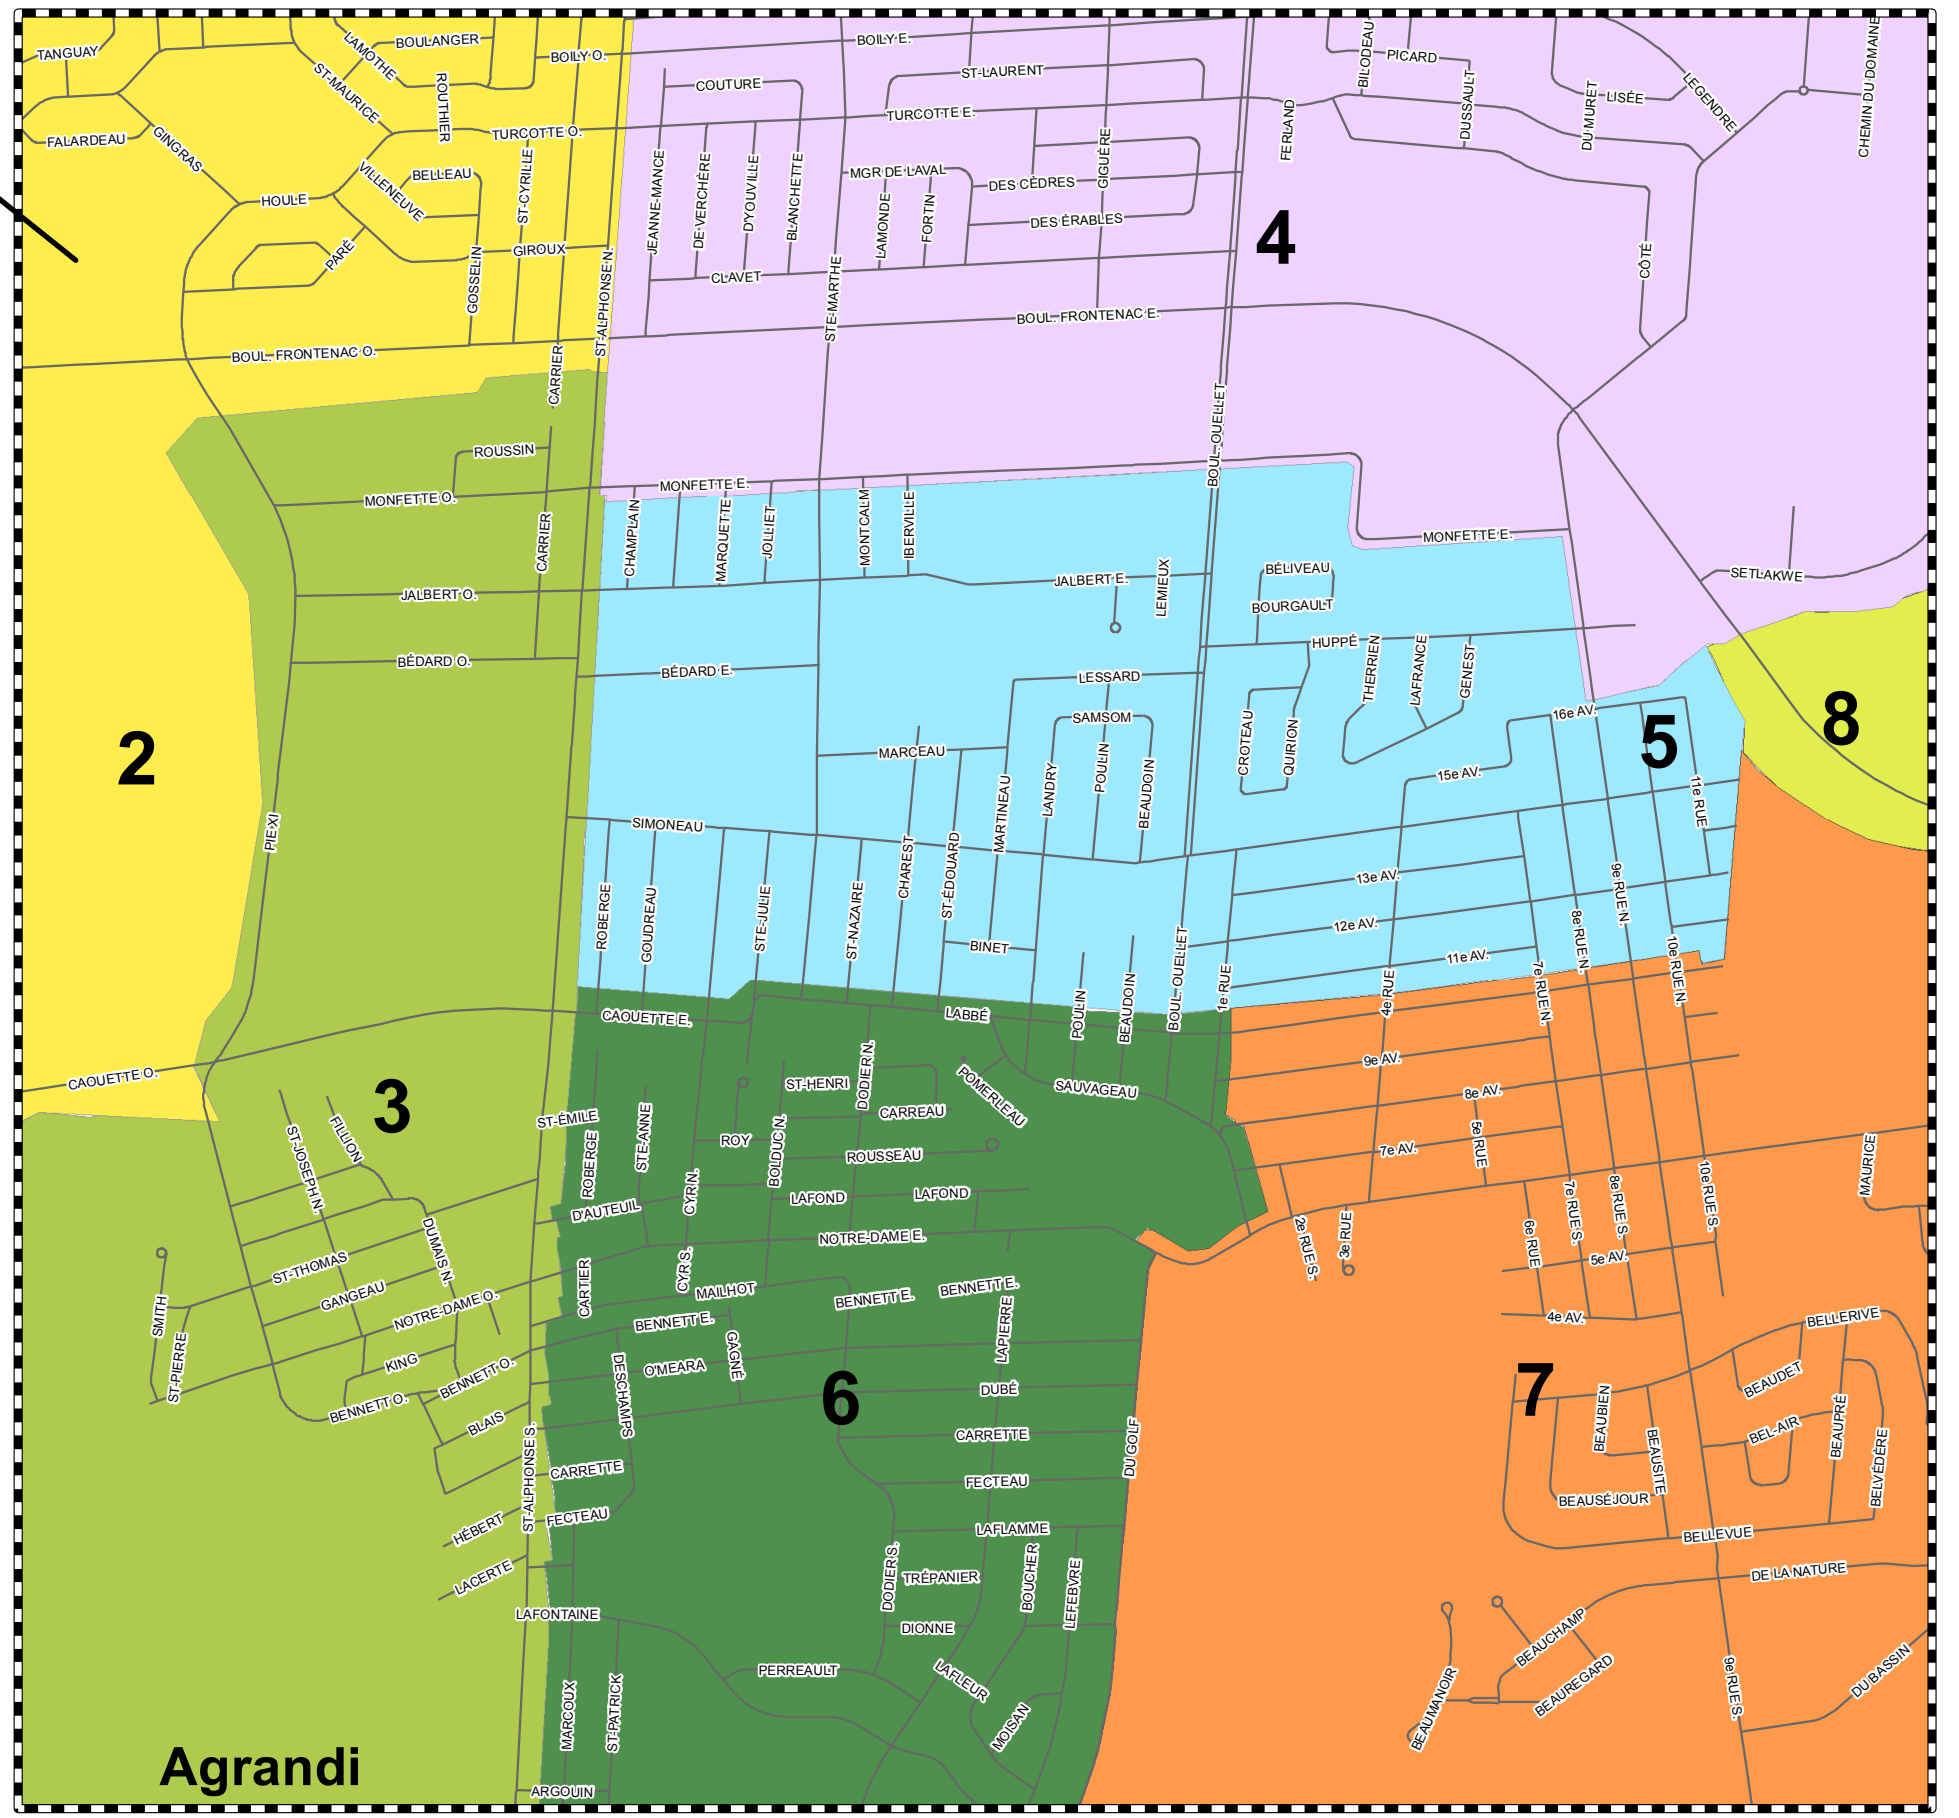 TANGUAY
LAMOTHE
BOULANGER
BOILY O.
BOILY E.
ST-MAURICE
ROUTHIER
FALARDEAU
GINGRAS
TURCOTTE O.
HOULE
VILLENEUVE
BELLEAU
ST-CYRILLE
PARÉ
GOSSELIN
GIROUX
ST-ALPHONSE N.
BOUL. FRONTENAC O.
CARRIER
COUTURE
ST-LAURENT
TURCOTTE E.
JEANNE-MANCE
DE VERCHÈRE
D'YOUVILLE
BLANCHETTE
MGR DE LAVAL
LAMONDE
FORTIN
DES CÈDRES
DES ÉRABLES
GIGUÈRE
CLAVET
STE-MARTHE
BOUL. FRONTENAC E.
BILODEAU
PICARD
DUSSAULT
DU MURET
LISÉE
LEGENDRE
CHEMIN DU DOMAINE
FERLAND
4
CÔTÉ
BOUL. OUELLET
ROUSSIN
MONFETTE O.
MONFETTE E.
CARRIER
CHAMPLAIN
MARQUETTE
JOLLIET
MONTCALM
IBERVILLE
MONFETTE E.
SETLAKWE
JALBERT O.
JALBERT E.
LEMIEUX
BÉLIVEAU
BOURGAULT
HUPPÉ
BÉDARD O.
BÉDARD E.
LESSARD
THERRIEN
LAFRANCE
GENEST
2
PIE XI
SAMSOM
MARCEAU
MARTINEAU
LANDRY
POULIN
BEAUDOIN
CROTEAU
QUIRION
16e AV.
5
8
15e AV.
11e RUE
SIMONEAU
ROBERGE
GOUDREAU
STE-JULIE
ST-NAZAIRE
CHAREST
ST-ÉDOUARD
BINET
13e AV.
12e AV.
11e AV.
9e RUE N.
8e RUE N.
10e RUE N.
7e RUE N.
4e RUE
1e RUE
BOUL. OUELLET
POULIN
BEAUDOIN
CAOUETTE E.
LABBÉ
CAOUETTE O.
3
ST-JOSEPH N.
FILLION
ST-ÉMILE
ROBERGE
STE-ANNE
ROY
ST-HENRI
DODIER N.
CARREAU
POMERLEAU
SAUVAGEAU
BOLDUC N.
ROUSSEAU
CYR N.
LAFOND
LAFOND
D'AUTEUIL
NOTRE-DAME E.
9e AV.
8e AV.
7e AV.
5e RUE
10e RUE S.
MAURICE
7e RUE S.
8e RUE S.
2e RUE S.
3e RUE
6e RUE
5e AV.
4e AV.
DUMAIS N.
ST-THOMAS
GANGEAU
NOTRE-DAME O.
SMITH
ST-PIERRE
KING
BENNETT O.
BENNETT O.
BLAIS
CARTIER
CYR S.
MAILHOT
BENNETT E.
BENNETT E.
BENNETT E.
GAGNÉ
LAPIERRE
DESCHAMPS
O'MEARA
6
DUBÉ
CARRETTE
DU GOLF
FECTEAU
ST-ALPHONSE S.
CARRETTE
FECTEAU
HÉBERT
LACERTE
LAFLAMME
DODIER S.
TRÉPANIER
BOUCHER
LEFEBVRE
DIONNE
LAFONTAINE
PERREAULT
LAFLEUR
MOISAN
MARCOUX
ST-PATRICK
ARGOUIN
Agrandi
7
BELLERIVE
BEAUDET
BEAUBIEN
BEAUSITE
BEL-AIR
BEAUPRÉ
BELVÉDÈRE
BEAUSÉJOUR
BELLEVUE
DE LA NATURE
BEAUCHAMP
BEAUREGARD
BEAUMANOIR
9e RUE S.
DU BASSIN